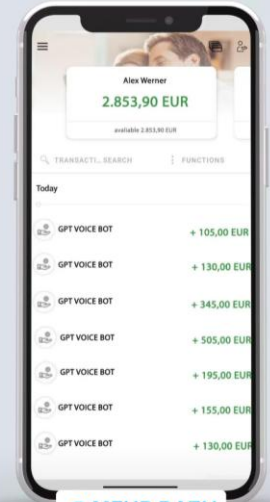 Alex Werner
2.853,90 EUR
available 2.853,90 EUR
TRANSACTI.. SEARCH
FUNCTIONS
Today
GPT VOICE BOT
+ 105,00 EUR
GPT VOICE BOT
+ 130,00 EUR
GPT VOICE BOT
+ 345,00 EUR
GPT VOICE BOT
+ 505,00 EUR
GPT VOICE BOT
+ 195,00 EUR
GPT VOICE BOT
+ 155,00 EUR
GPT VOICE BOT
+ 130,00 EUR